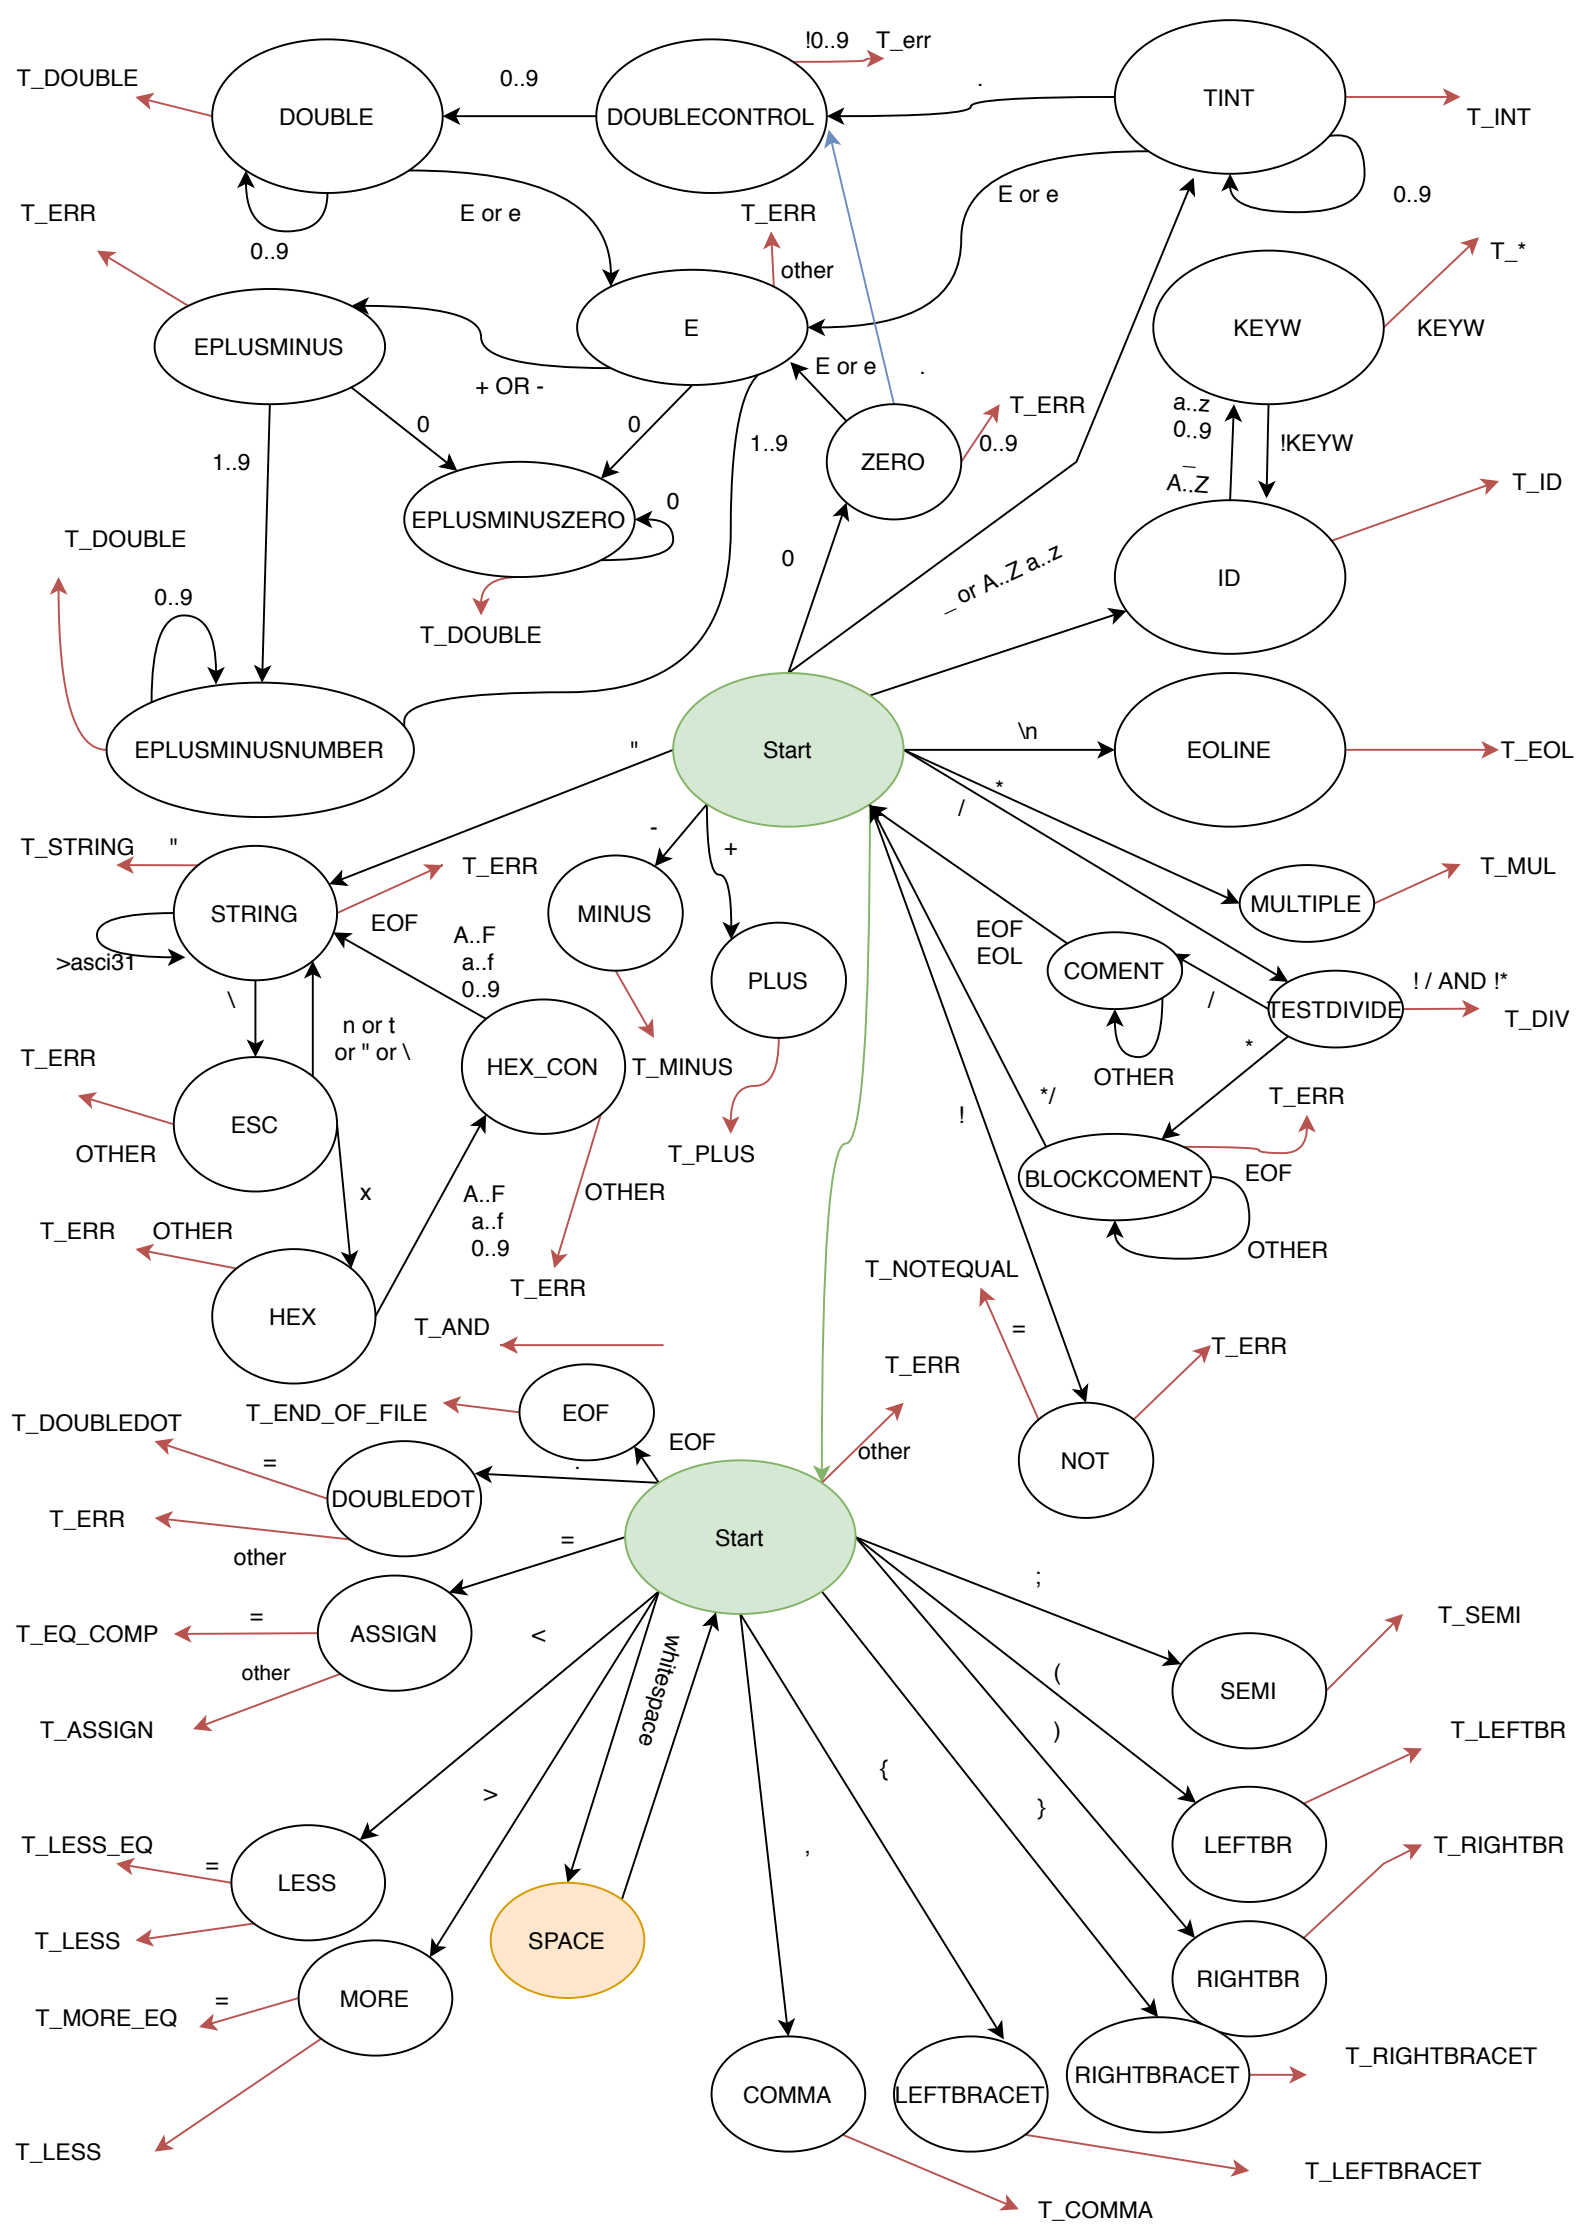 !0..9
T_err
T_DOUBLE
0..9
.
DOUBLE
DOUBLECONTROL
TINT
T_INT
T_ERR
E or e
T_ERR
E or e
0..9
0..9
other
T_*
EPLUSMINUS
E
KEYW
KEYW
+ OR -
E or e
.
0
0
T_ERR
a..z
0..9
_
A..Z
!KEYW
1..9
1..9
0..9
ZERO
T_ID
EPLUSMINUSZERO
0
T_DOUBLE
0
_ or A..Z a..z
ID
0..9
T_DOUBLE
EPLUSMINUSNUMBER
"
Start
\n
EOLINE
T_EOL
*
/
T_STRING
"
-
+
T_ERR
T_MUL
STRING
EOF
MINUS
MULTIPLE
A..F
a..f
0..9
EOF
EOL
>asci31
PLUS
COMENT
! / AND !*
\
/
TESTDIVIDE
T_DIV
n or t
or " or \
*
T_ERR
HEX_CON
T_MINUS
OTHER
*/
T_ERR
!
ESC
OTHER
T_PLUS
BLOCKCOMENT
EOF
x
A..F
a..f
0..9
OTHER
T_ERR
OTHER
OTHER
T_NOTEQUAL
T_ERR
HEX
T_AND
=
T_ERR
T_ERR
T_DOUBLEDOT
T_END_OF_FILE
EOF
EOF
other
=
.
NOT
DOUBLEDOT
T_ERR
Start
=
other
;
=
T_EQ_COMP
ASSIGN
<
T_SEMI
other
whitespace
(
SEMI
T_ASSIGN
)
T_LEFTBR
{
>
}
T_LESS_EQ
,
LEFTBR
T_RIGHTBR
=
LESS
T_LESS
SPACE
RIGHTBR
MORE
=
T_MORE_EQ
T_RIGHTBRACET
RIGHTBRACET
COMMA
LEFTBRACET
T_LESS
T_LEFTBRACET
T_COMMA